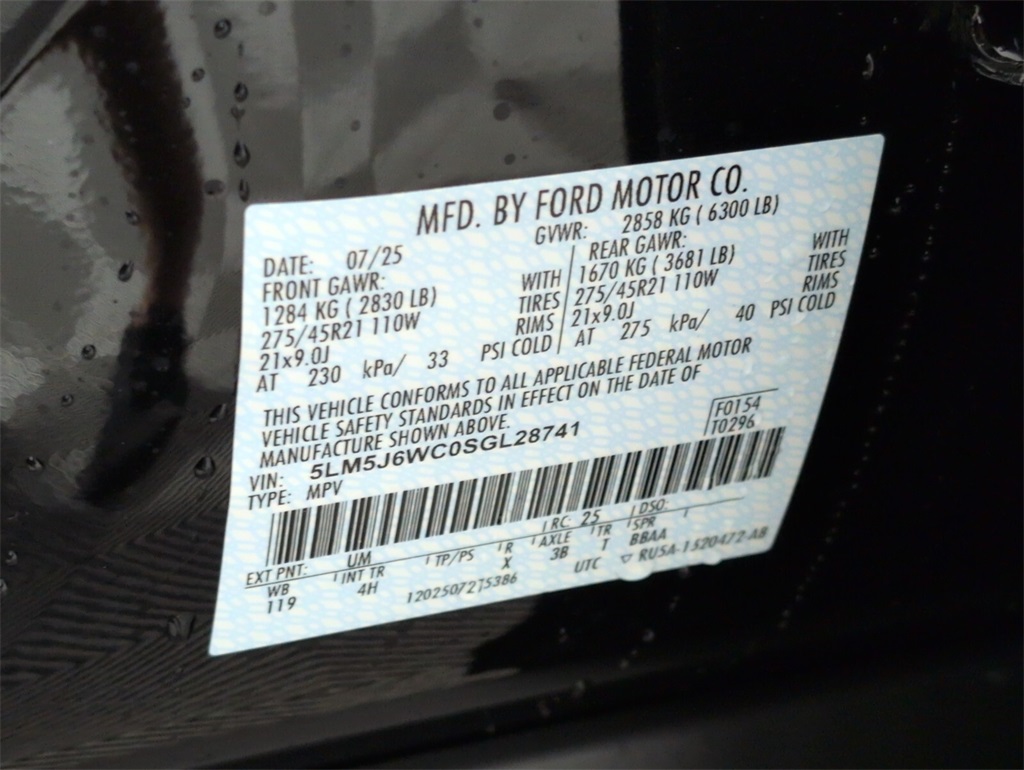 MFD. BY FORD MOTOR CO.
DATE: 07/25 GVWR: 2858 KG ( 6300 LB)
FRONT GAWR: REAR GAWR:
1284 KG ( 2830 LB) WITH 1670 KG ( 3681 LB) WITH
275/45R21 110W TIRES 275/45R21 110W TIRES
21x9.0J RIMS 21x9.0J RIMS
AT 230 kPa/ 33 PSI COLD AT 275 kPa/ 40 PSI COLD
THIS VEHICLE CONFORMS TO ALL APPLICABLE FEDERAL MOTOR
VEHICLE SAFETY STANDARDS IN EFFECT ON THE DATE OF
MANUFACTURE SHOWN ABOVE.
VIN: 5LM5J6WC0SGL28741
TYPE: MPV
F0154
T0296
EXT PNT: UM RC: 25 DSO:
WB INT TR TP/PS R AXLE TR SPR
119 4H X 3B T BBAA
1202507275386 UTC ▽ RU5A-1520472-AB